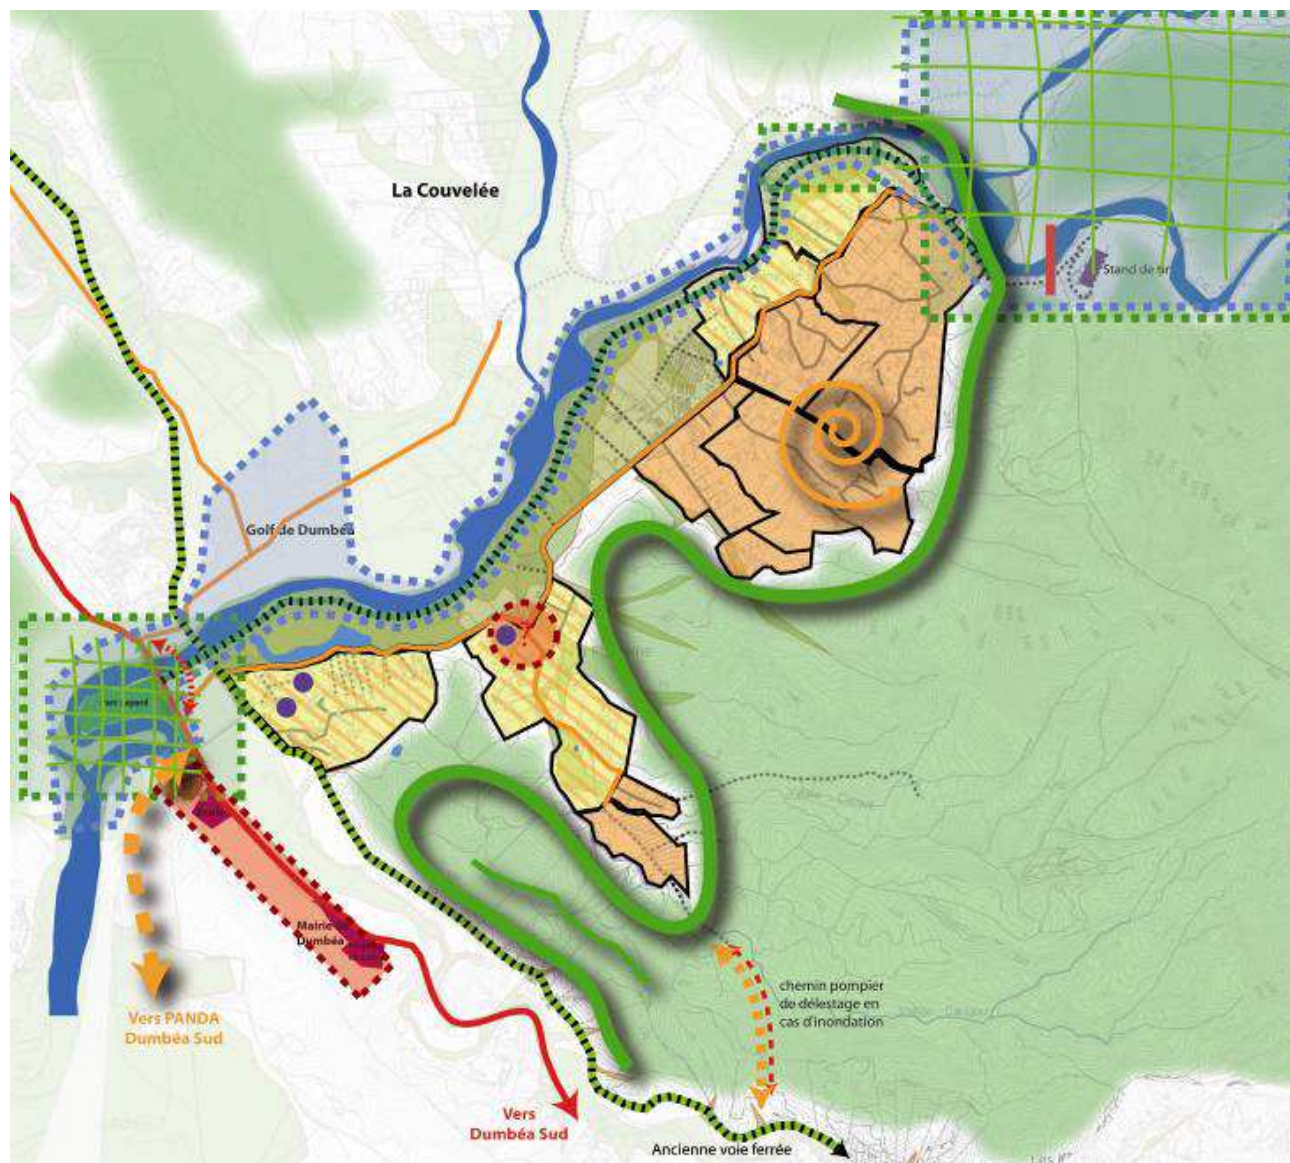 La Couvelée
Stand de tir
Golf de Dumbéa
Mairie de
Dumbéa
chemin pompier
de délestage en
cas d'inondation
Vers PANDA
Dumbéa Sud
Vers
Dumbéa Sud
Ancienne voie ferrée